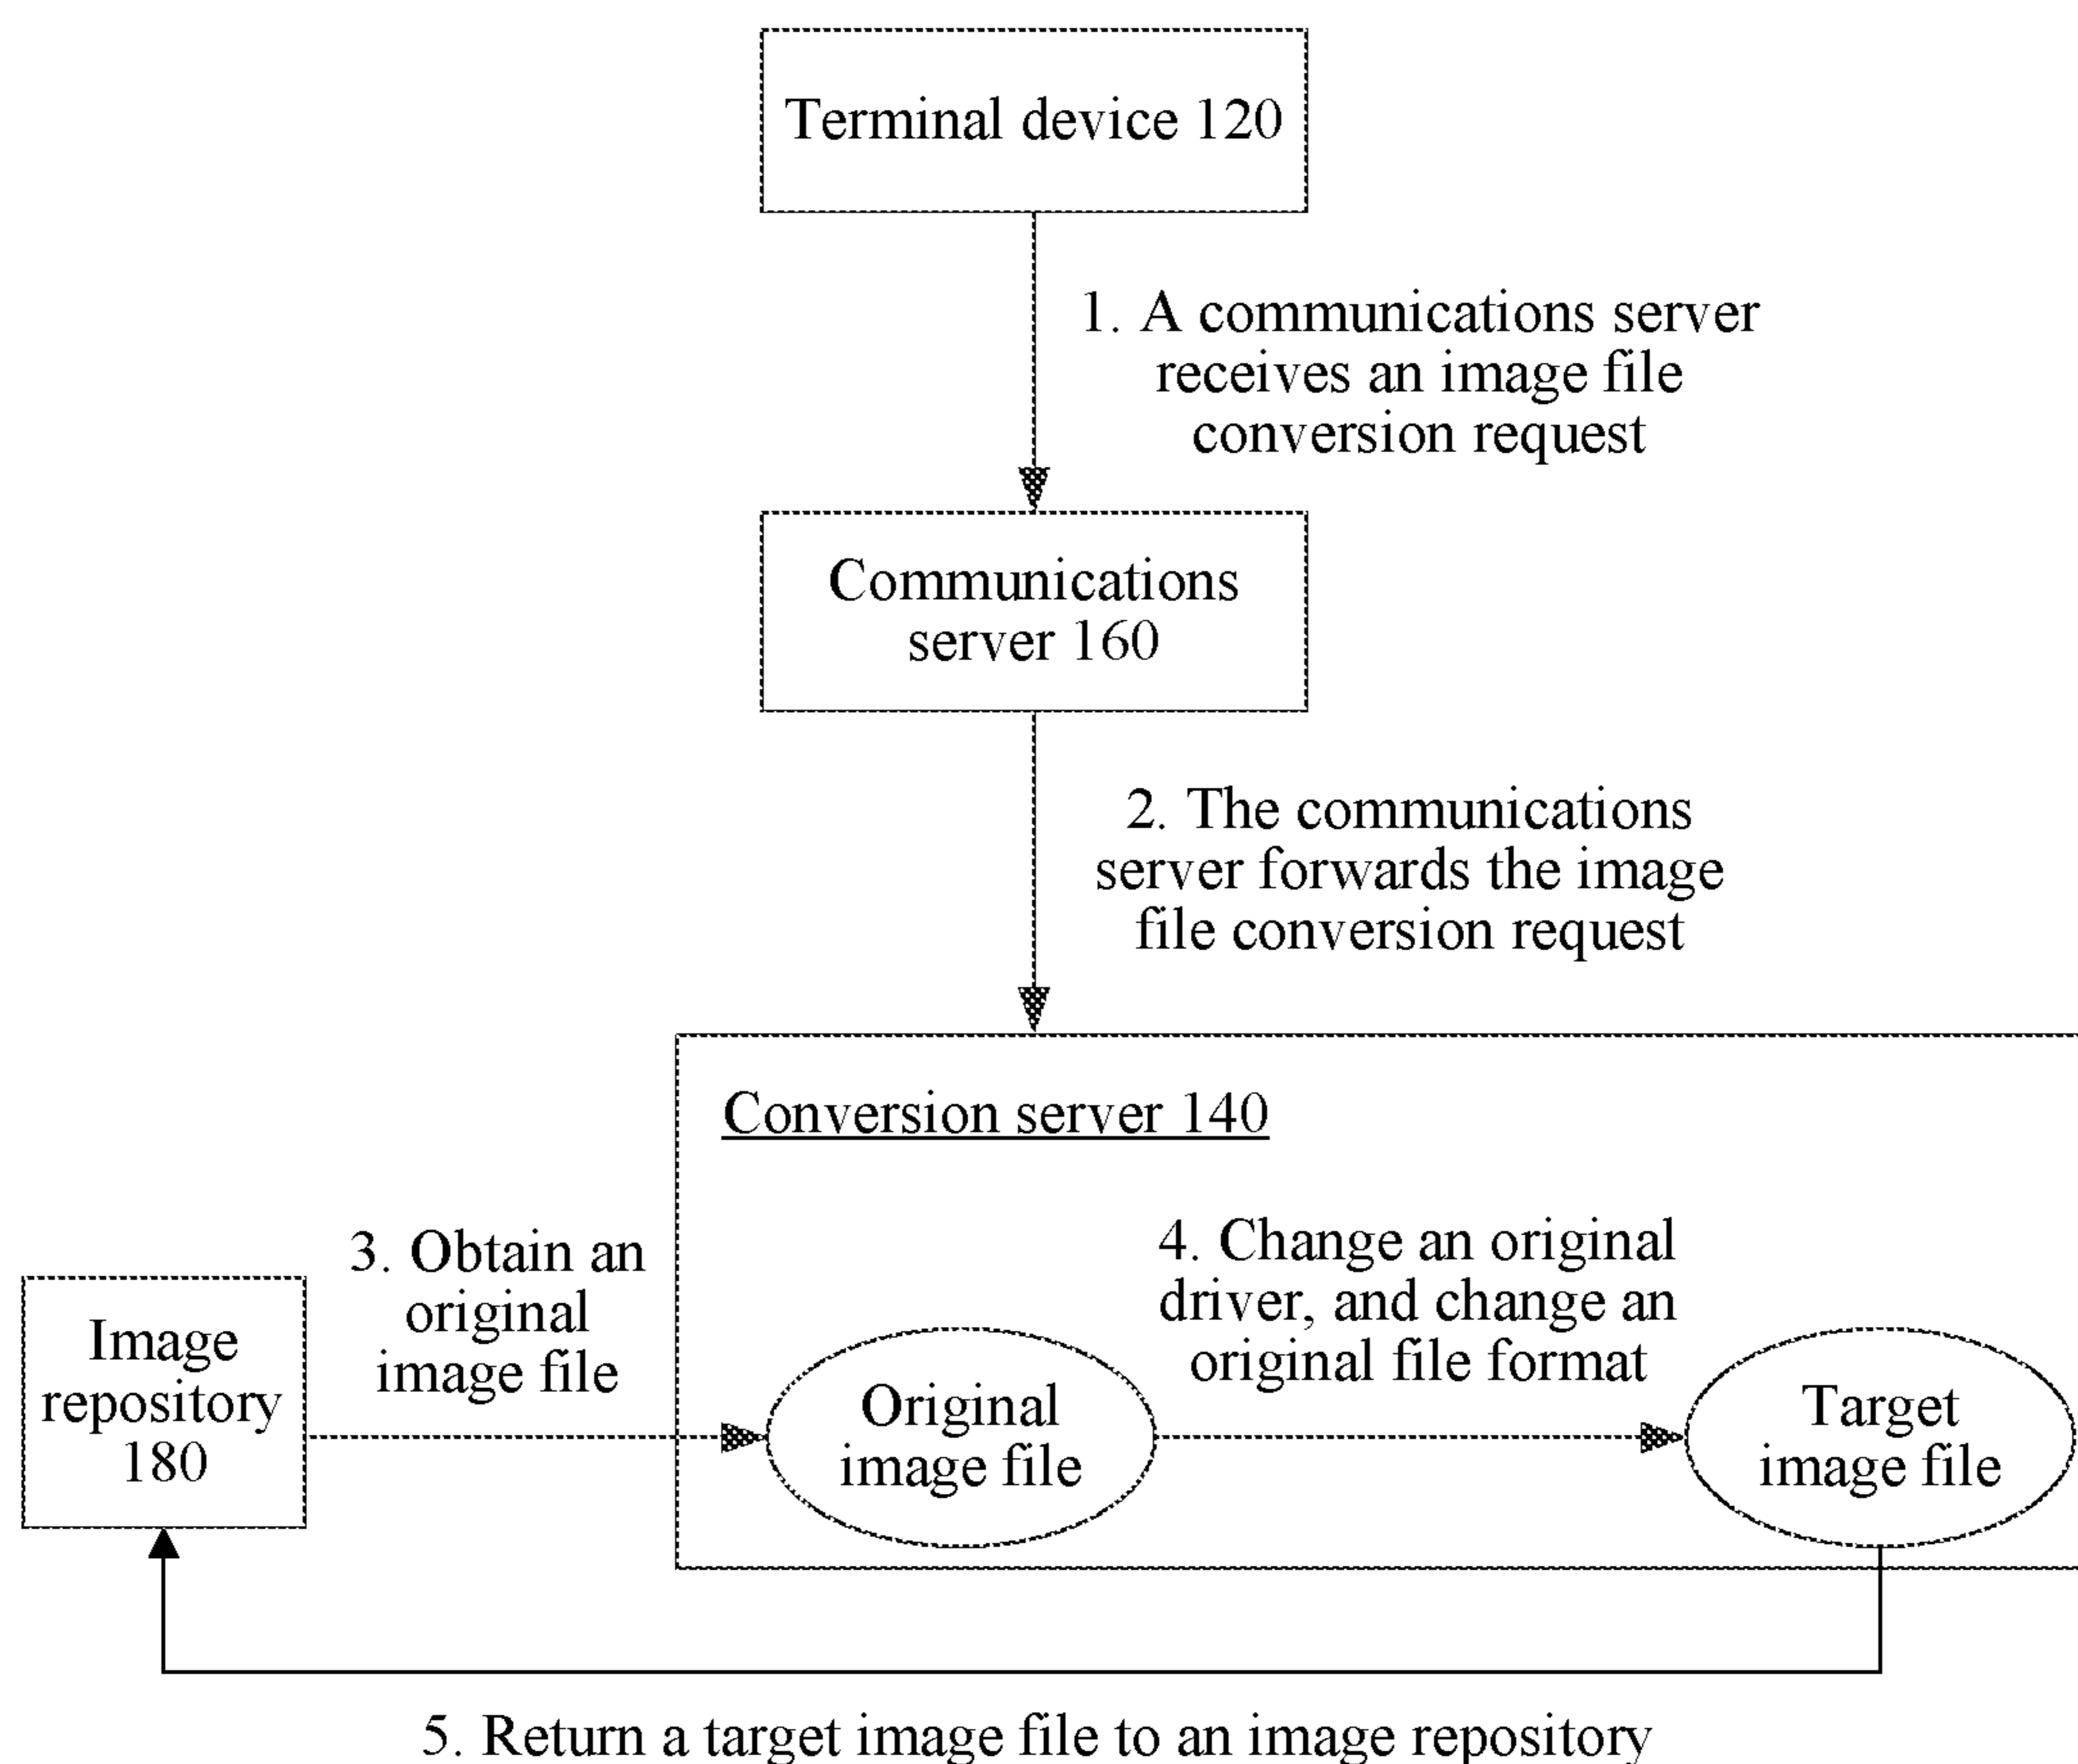 Terminal device 120
1. A communications server
receives an image file
conversion request
Communications
server 160
2. The communications
server forwards the image
file conversion request
Conversion server 140
3. Obtain an
original
image file
4. Change an original
driver, and change an
original file format
Image
repository
180
Original
image file
Target
image file
5. Return a target image file to an image repository